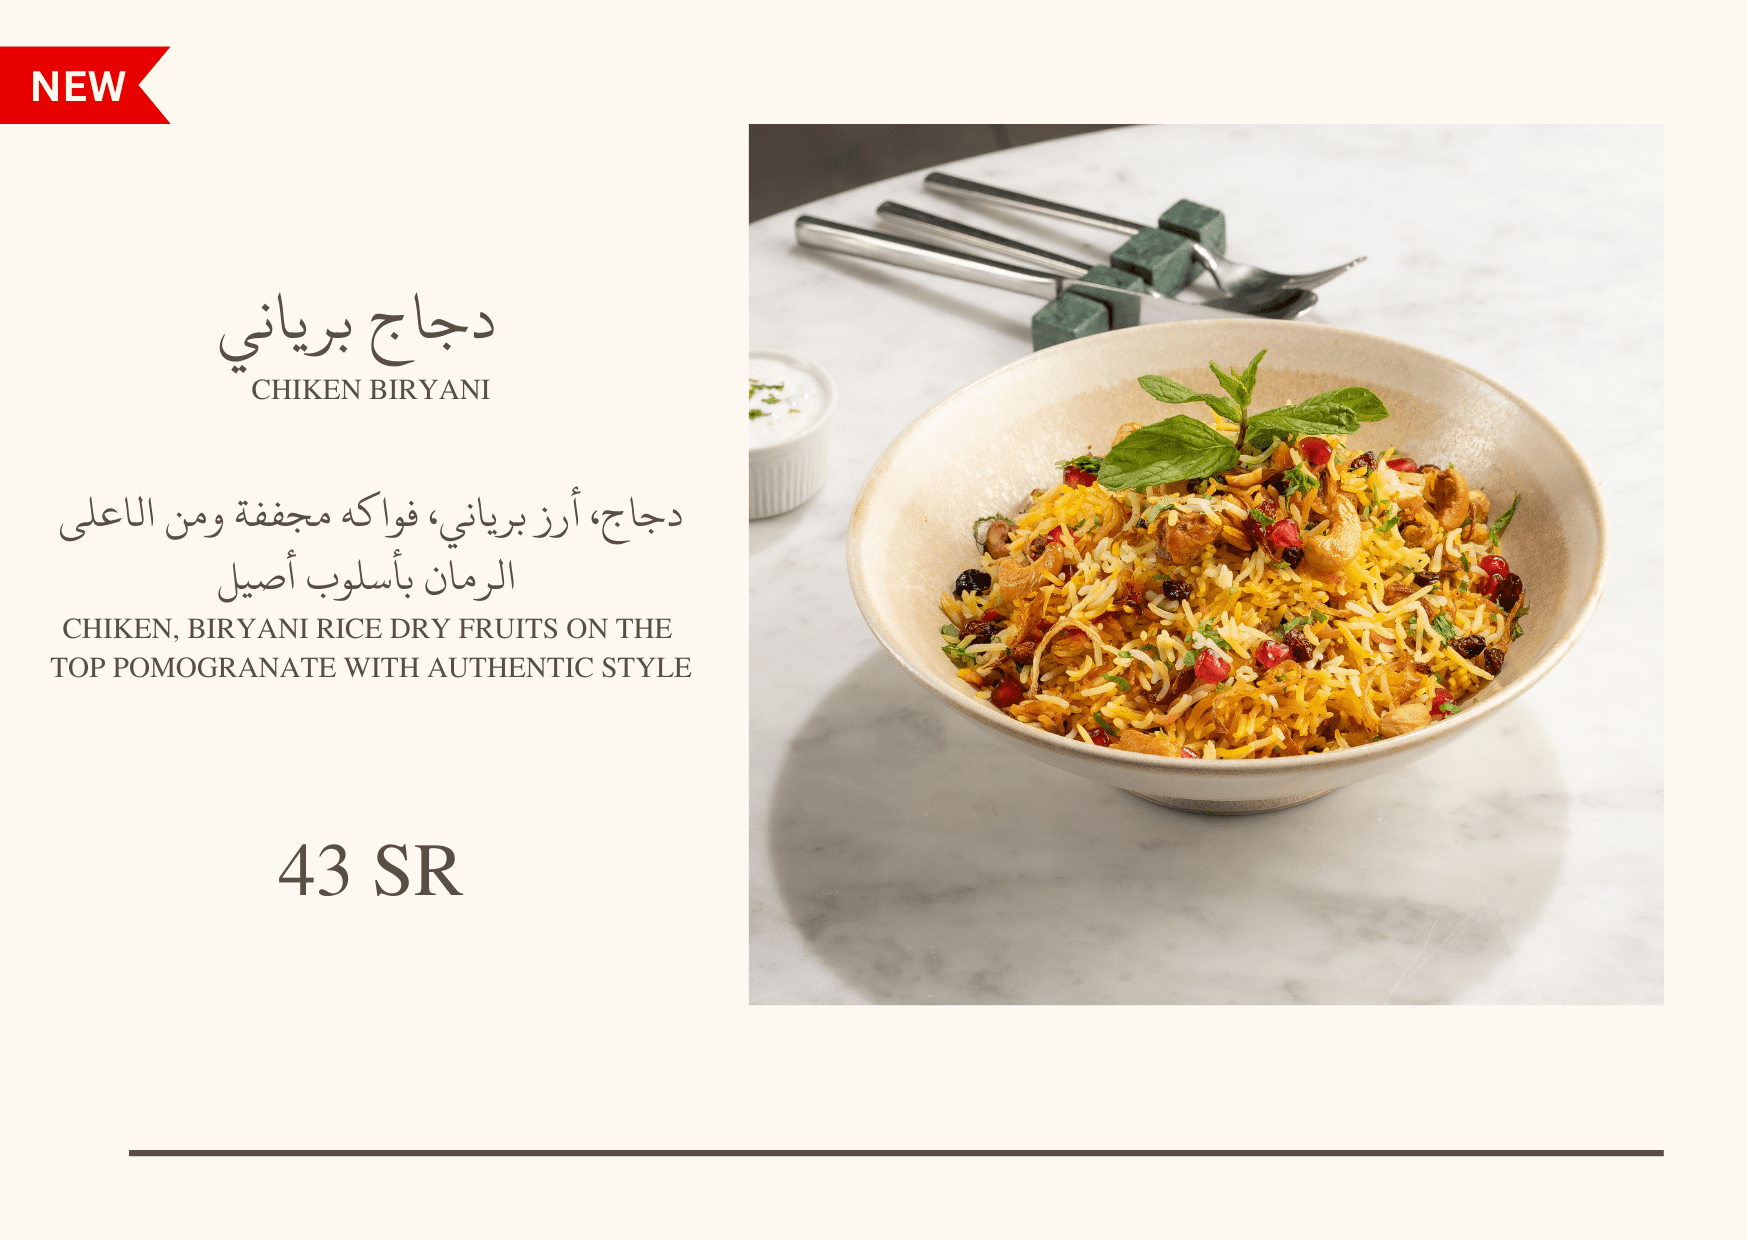 NEW
دجاج برياني
CHIKEN BIRYANI
دجاج، أرز برياني، فواكه مجففة ومن الاعلى
الرمان بأسلوب أصيل
CHIKEN, BIRYANI RICE DRY FRUITS ON THE
TOP POMOGRANATE WITH AUTHENTIC STYLE
43 SR